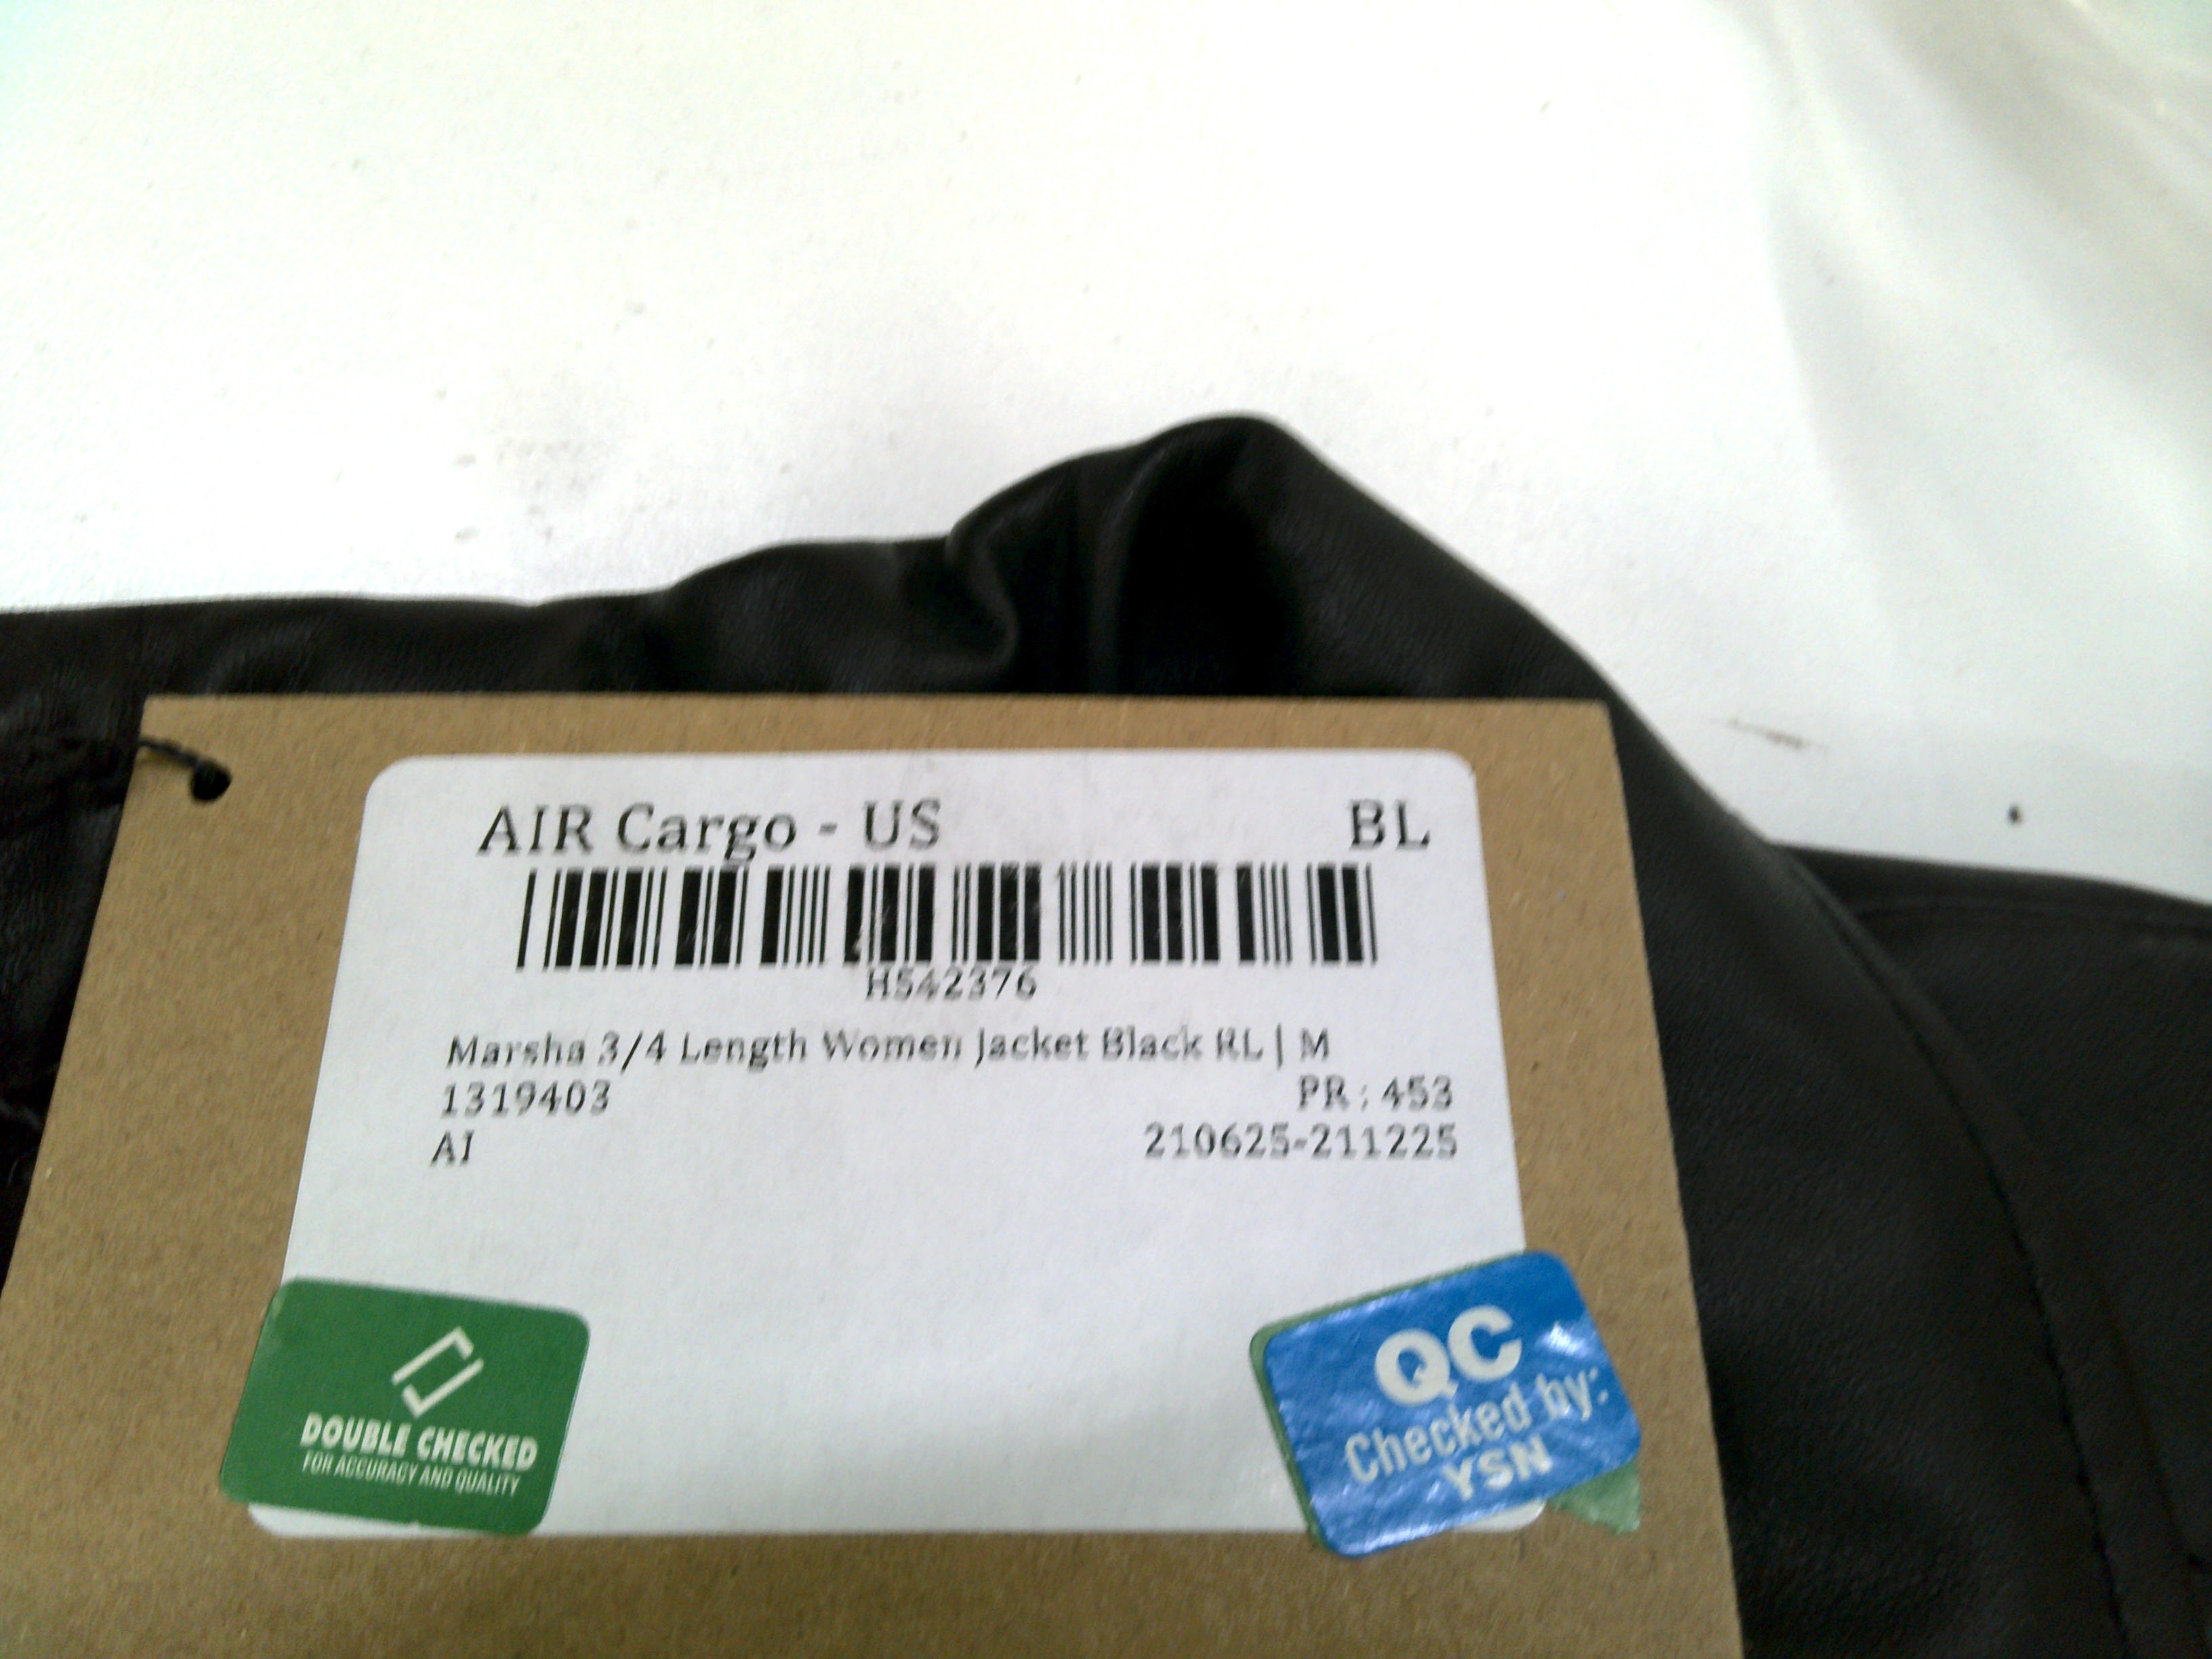 AIR Cargo - US BL
H542376
Marsha 3/4 Length Women Jacket Black RL | M
1319403 PR : 453
AI 210625-211225
DOUBLE CHECKED
FOR ACCURACY AND QUALITY
QC
Checked by:
YSN